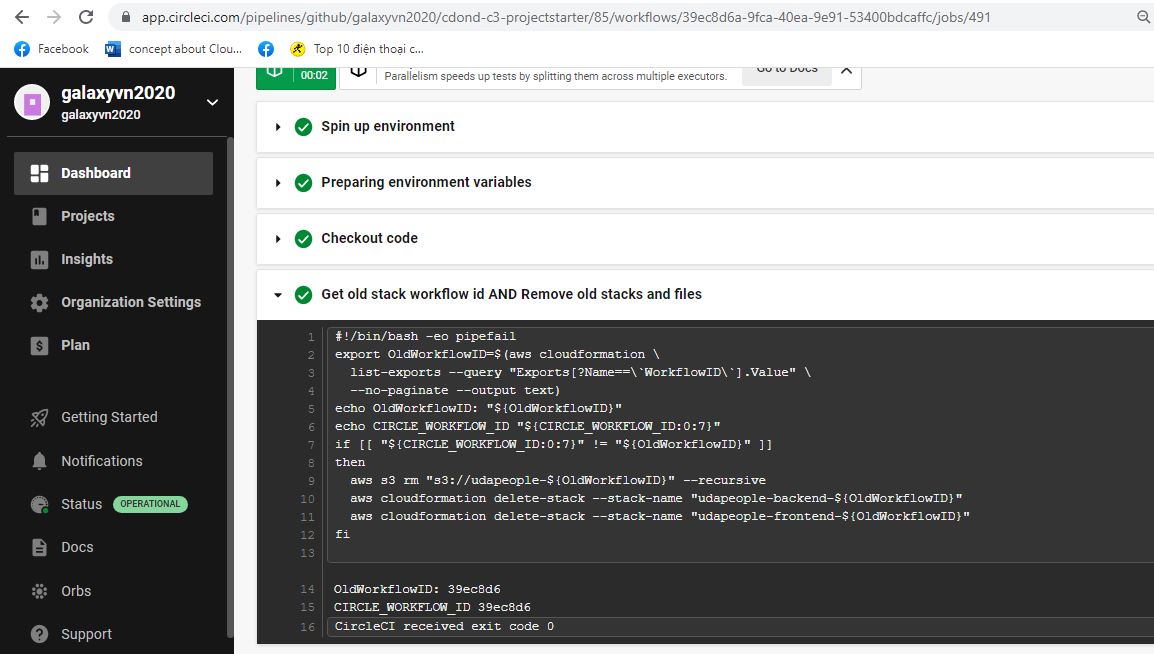 app.circleci.com/pipelines/github/galaxyvn2020/cdond-c3-projectstarter/85/workflows/39ec8d6a-9fca-40ea-9e91-53400bdcaffc/jobs/491
Facebook
concept about Clou...
Top 10 điện thoại c...
galaxyvn2020
galaxyvn2020
Dashboard
Projects
Insights
Organization Settings
Plan
Getting Started
Notifications
Status OPERATIONAL
Docs
Orbs
Support
00:02
Parallelism speeds up tests by splitting them across multiple executors.
Go to Docs
Spin up environment
Preparing environment variables
Checkout code
Get old stack workflow id AND Remove old stacks and files
1 #!/bin/bash -eo pipefail
2 export OldWorkflowID=$(aws cloudformation \
3 list-exports --query "Exports[?Name==\`WorkflowID\`].Value" \
4 --no-paginate --output text)
5 echo OldWorkflowID: "${OldWorkflowID}"
6 echo CIRCLE_WORKFLOW_ID "${CIRCLE_WORKFLOW_ID:0:7}"
7 if [[ "${CIRCLE_WORKFLOW_ID:0:7}" != "${OldWorkflowID}" ]]
8 then
9 aws s3 rm "s3://udapeople-${OldWorkflowID}" --recursive
10 aws cloudformation delete-stack --stack-name "udapeople-backend-${OldWorkflowID}"
11 aws cloudformation delete-stack --stack-name "udapeople-frontend-${OldWorkflowID}"
12 fi
13
14 OldWorkflowID: 39ec8d6
15 CIRCLE_WORKFLOW_ID 39ec8d6
16 CircleCI received exit code 0